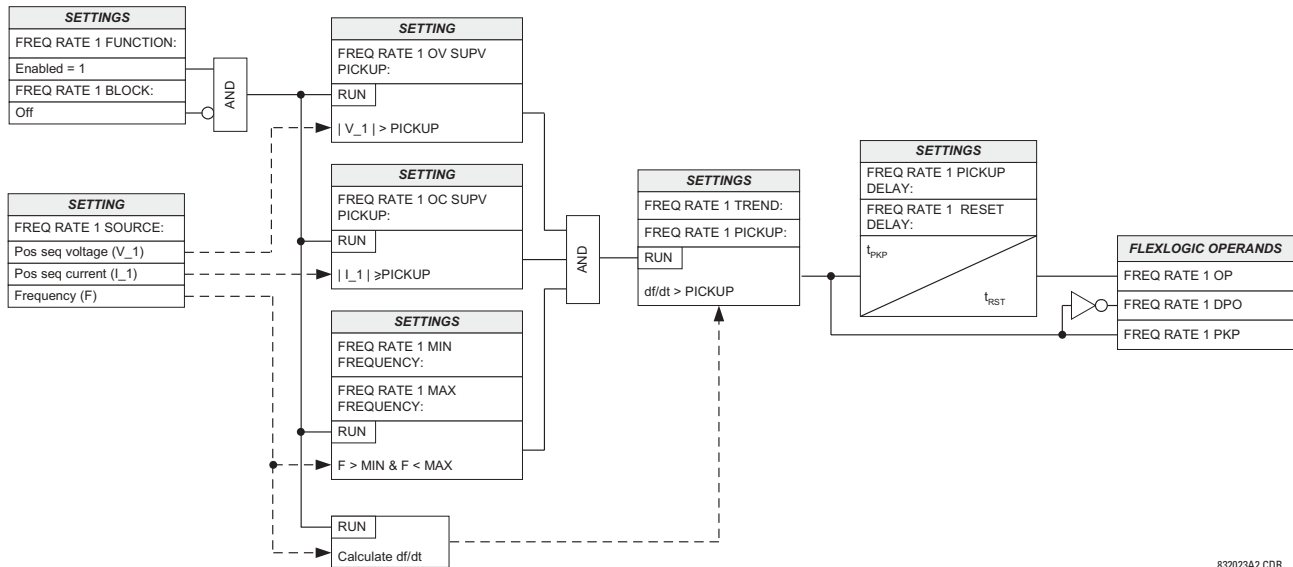 SETTINGS
FREQ RATE 1 FUNCTION:
Enabled = 1
FREQ RATE 1 BLOCK:
Off
AND
SETTING
FREQ RATE 1 SOURCE:
Pos seq voltage (V_1)
Pos seq current (I_1)
Frequency (F)
SETTING
FREQ RATE 1 OV SUPV
PICKUP:
RUN
| V_1 | > PICKUP
SETTING
FREQ RATE 1 OC SUPV
PICKUP:
RUN
| I_1 | >PICKUP
SETTINGS
FREQ RATE 1 MIN
FREQUENCY:
FREQ RATE 1 MAX
FREQUENCY:
RUN
F > MIN & F < MAX
RUN
Calculate df/dt
AND
SETTINGS
FREQ RATE 1 TREND:
FREQ RATE 1 PICKUP:
RUN
df/dt > PICKUP
SETTINGS
FREQ RATE 1 PICKUP
DELAY:
FREQ RATE 1 RESET
DELAY:
tPKP
tRST
FLEXLOGIC OPERANDS
FREQ RATE 1 OP
FREQ RATE 1 DPO
FREQ RATE 1 PKP
832023A2.CDR